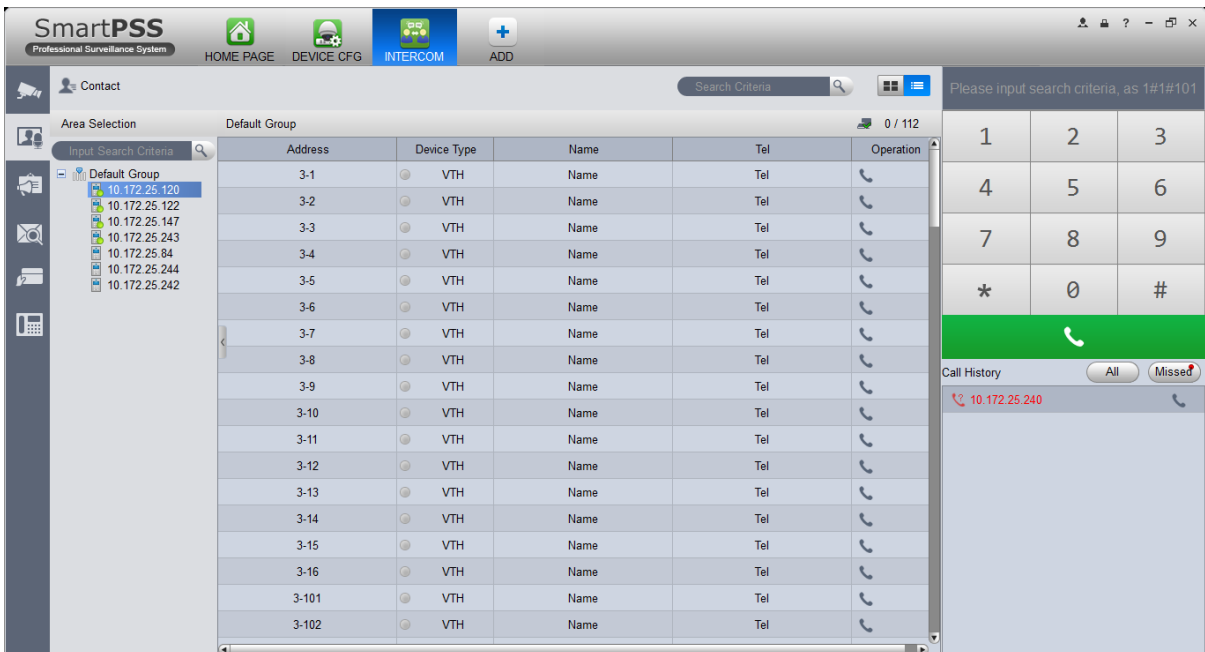 SmartPSS
Professional Surveillance System
HOME PAGE
DEVICE CFG
INTERCOM
ADD
?
Contact
Search Criteria
Please input search criteria, as 1#1#101
Area Selection
Default Group
0 / 112
Input Search Criteria
Default Group
10.172.25.120
10.172.25.122
10.172.25.147
10.172.25.243
10.172.25.84
10.172.25.244
10.172.25.242
Address Device Type Name Tel Operation
3-1 VTH Name Tel
3-2 VTH Name Tel
3-3 VTH Name Tel
3-4 VTH Name Tel
3-5 VTH Name Tel
3-6 VTH Name Tel
3-7 VTH Name Tel
3-8 VTH Name Tel
3-9 VTH Name Tel
3-10 VTH Name Tel
3-11 VTH Name Tel
3-12 VTH Name Tel
3-13 VTH Name Tel
3-14 VTH Name Tel
3-15 VTH Name Tel
3-16 VTH Name Tel
3-101 VTH Name Tel
3-102 VTH Name Tel
1 2 3
4 5 6
7 8 9
* 0 #
Call History All Missed
10.172.25.240